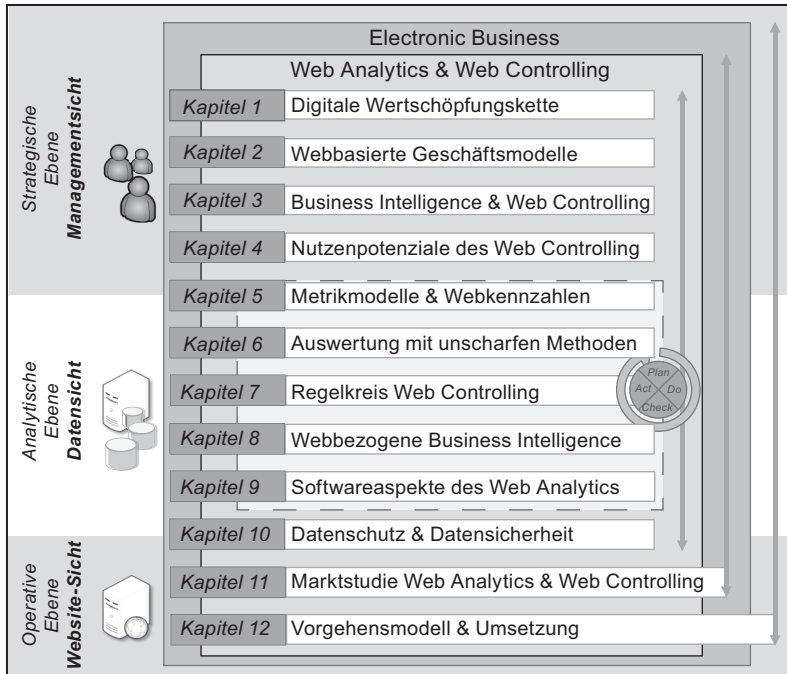 Electronic Business
Web Analytics & Web Controlling
Strategische
Ebene
Managementsicht
Kapitel 1 Digitale Wertschöpfungskette
Kapitel 2 Webbasierte Geschäftsmodelle
Kapitel 3 Business Intelligence & Web Controlling
Kapitel 4 Nutzenpotenziale des Web Controlling
Analytische
Ebene
Datensicht
Kapitel 5 Metrikmodelle & Webkennzahlen
Kapitel 6 Auswertung mit unscharfen Methoden
Kapitel 7 Regelkreis Web Controlling
Plan
Act Do
Check
Kapitel 8 Webbezogene Business Intelligence
Kapitel 9 Softwareaspekte des Web Analytics
Operative
Ebene
Website-Sicht
Kapitel 10 Datenschutz & Datensicherheit
Kapitel 11 Marktstudie Web Analytics & Web Controlling
Kapitel 12 Vorgehensmodell & Umsetzung